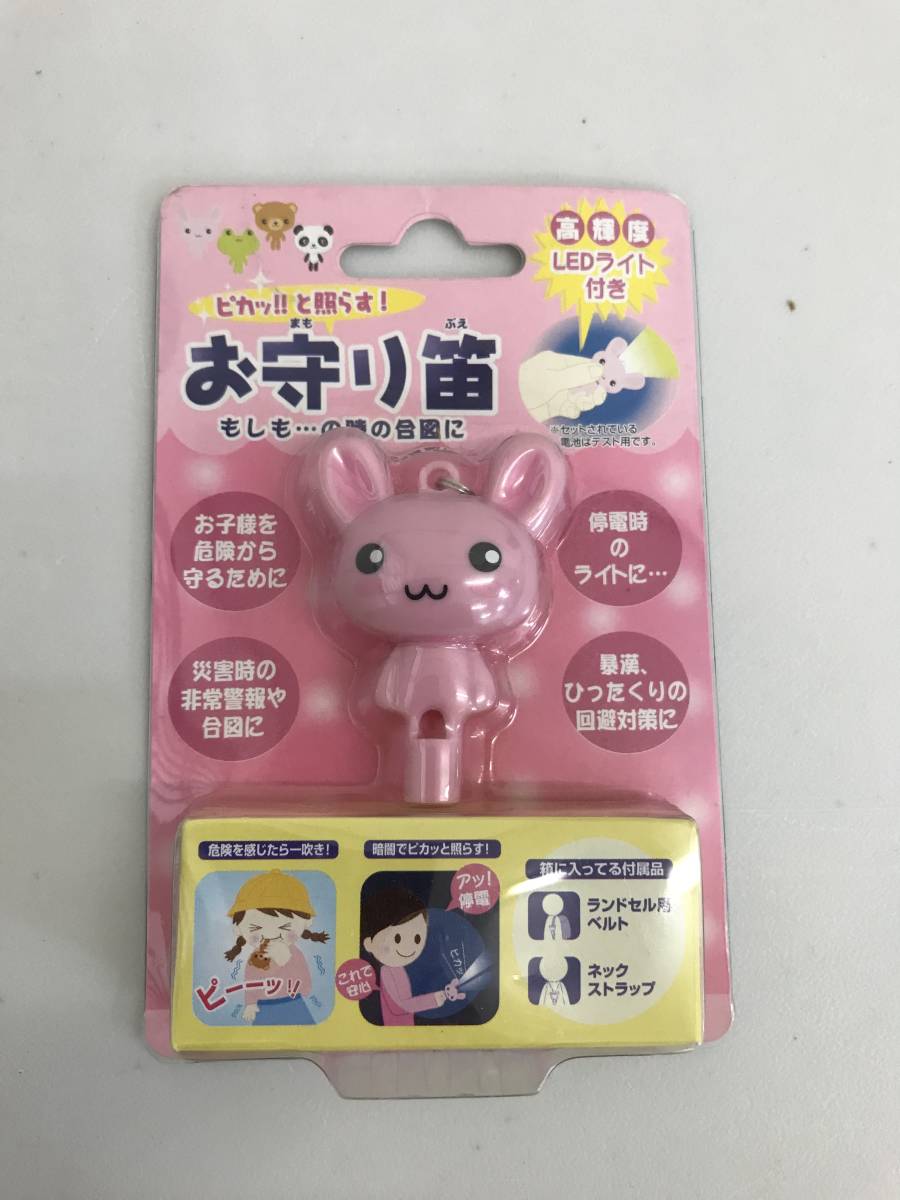 ピカッ!!と照らす!
まも ぶえ
お守り笛
もしも…の時の合図に
高輝度
LEDライト
付き
※セットされている
電池はテスト用です。
お子様を
危険から
守るために
停電時
の
ライトに…
災害時の
非常警報や
合図に
暴漢、
ひったくりの
回避対策に
危険を感じたら一吹き!
ピーーッ!!
暗闇でピカッと照らす!
アッ!
停電
ピカッ
これで
安心
箱に入ってる付属品
ランドセル用
ベルト
ネック
ストラップ